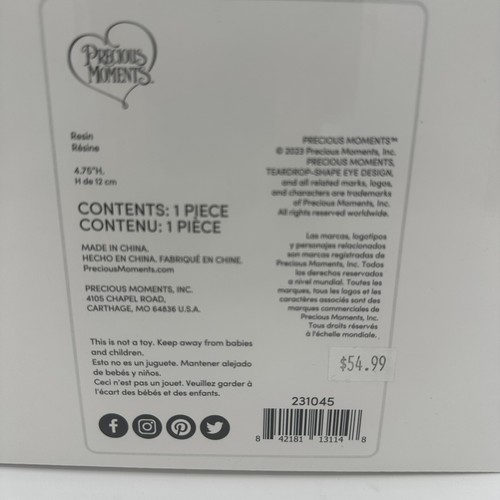 PRECIOUS
MOMENTS™
Resin
Résine
4.75"H.
H de 12 cm
CONTENTS: 1 PIECE
CONTENU: 1 PIÈCE
MADE IN CHINA.
HECHO EN CHINA. FABRIQUÉ EN CHINE.
PreciousMoments.com
PRECIOUS MOMENTS, INC.
4105 CHAPEL ROAD,
CARTHAGE, MO 64836 U.S.A.
This is not a toy. Keep away from babies
and children.
Esto no es un juguete. Mantener alejado
de bebés y niños.
Ceci n'est pas un jouet. Veuillez garder à
l'écart des bébés et des enfants.
PRECIOUS MOMENTS™
© 2023 Precious Moments, Inc.
PRECIOUS MOMENTS,
TEARDROP-SHAPE EYE DESIGN,
and all related marks, logos,
and characters are trademarks
of Precious Moments, Inc.
All rights reserved worldwide.
Las marcas, logotipos
y personajes relacionados
son marcas registradas de
Precious Moments, Inc. Todos
los derechos reservados
a nivel mundial. Toutes les
marques, tous les logos et les
caractères associés sont des
marques commerciales de
Precious Moments, Inc.
Tous droits réservés
à l'échelle mondiale.
$54.99
231045
8 42181 13114 8